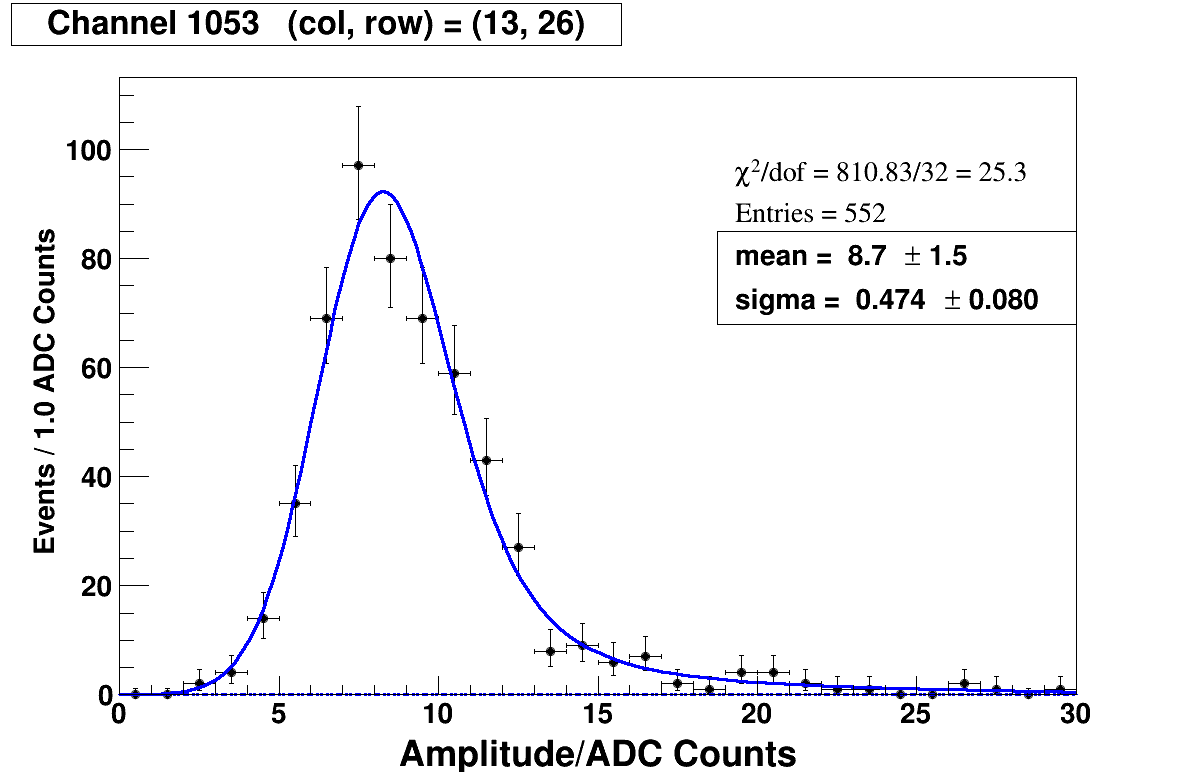 Channel 1053 (col, row) = (13, 26)
χ²/dof = 810.83/32 = 25.3
Entries = 552
mean = 8.7 ± 1.5
sigma = 0.474 ± 0.080
Events / 1.0 ADC Counts
100
80
60
40
20
0
0 5 10 15 20 25 30
Amplitude/ADC Counts